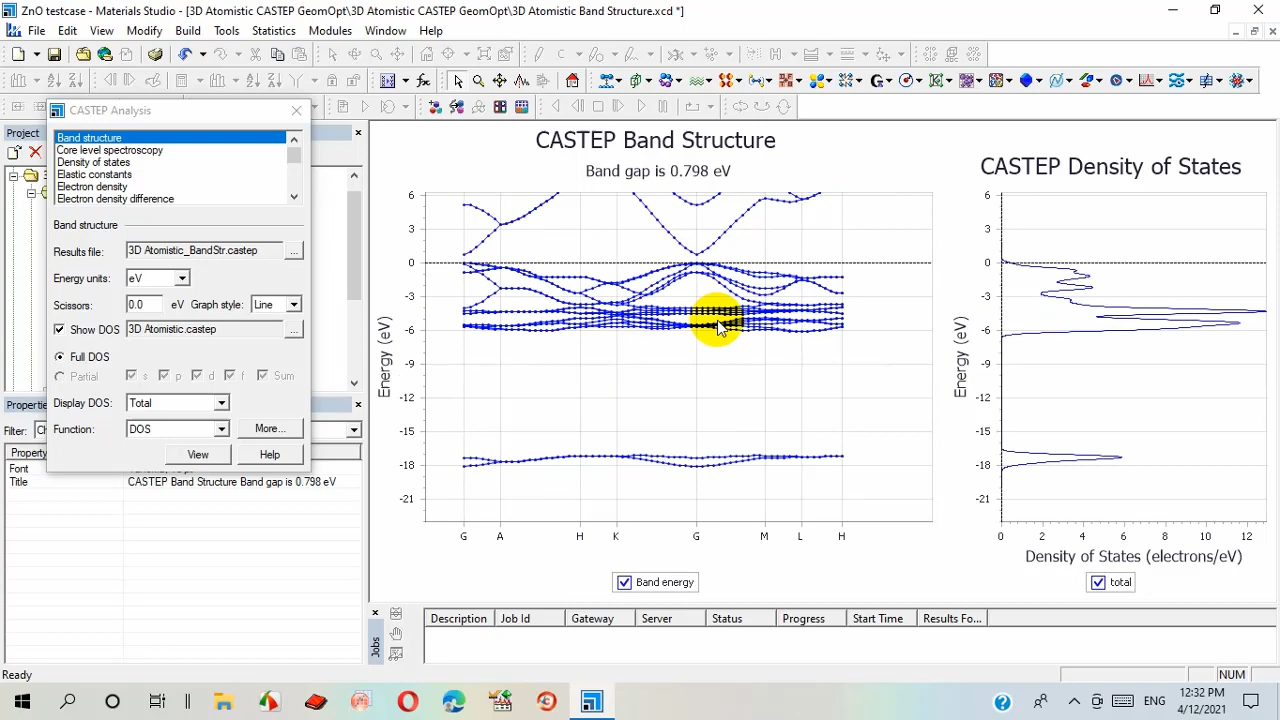 ZnO testcase - Materials Studio - [3D Atomistic CASTEP GeomOpt\3D Atomistic CASTEP GeomOpt\3D Atomistic Band Structure.xcd *]
File Edit View Modify Build Tools Statistics Modules Window Help
CASTEP Analysis
Project
Band structure
Core level spectroscopy
Density of states
Elastic constants
Electron density
Electron density difference
Band structure
Results file: 3D Atomistic_BandStr.castep ...
Energy units: eV
Scissors: 0.0 eV Graph style: Line
Show DOS 3D Atomistic.castep ...
Full DOS
Partial s p d f Sum
Display DOS: Total
Function: DOS More...
View Help
Properti
Filter:
Property
Font
Title CASTEP Band Structure Band gap is 0.798 eV
CASTEP Band Structure
Band gap is 0.798 eV
Energy (eV)
6
3
0
-3
-6
-9
-12
-15
-18
-21
G A H K G M L H
Band energy
CASTEP Density of States
Energy (eV)
6
3
0
-3
-6
-9
-12
-15
-18
-21
0 2 4 6 8 10 12
Density of States (electrons/eV)
total
Jobs
Description Job Id Gateway Server Status Progress Start Time Results Fo...
Ready
NUM
ENG
12:32 PM
4/12/2021